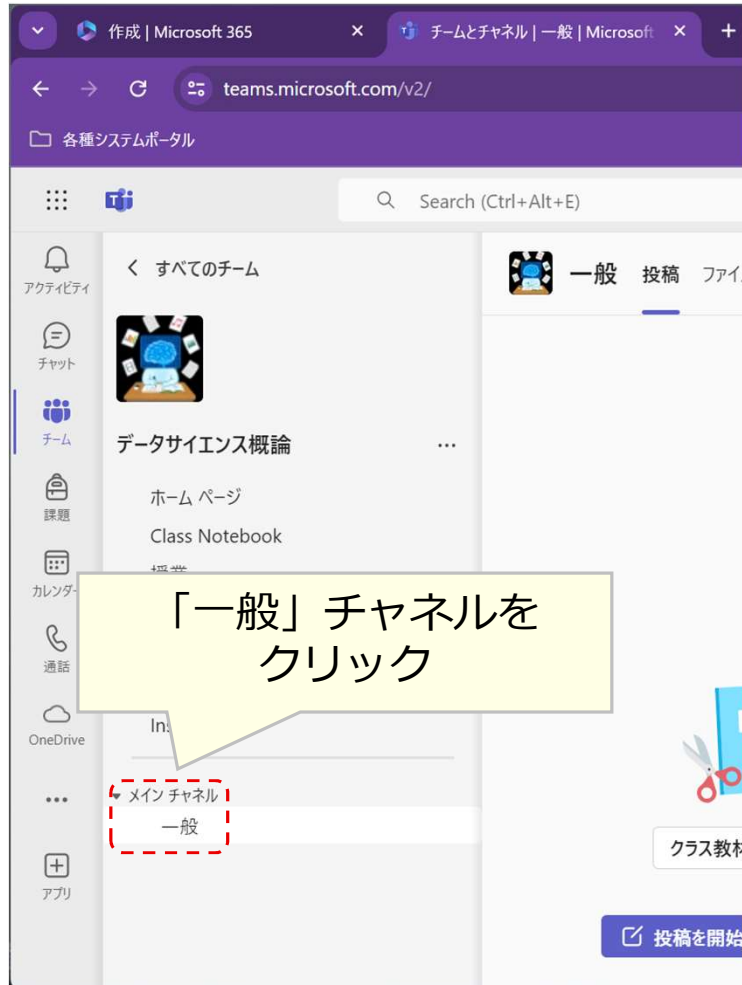 作成 | Microsoft 365
チームとチャネル | 一般 | Microsoft
teams.microsoft.com/v2/
各種システムポータル
Search (Ctrl+Alt+E)
アクティビティ
チャット
チーム
課題
カレンダー
通話
OneDrive
アプリ
すべてのチーム
データサイエンス概論
ホーム ページ
Class Notebook
「一般」チャネルを
クリック
メイン チャネル
一般
一般 投稿 ファイ
クラス教材
投稿を開始